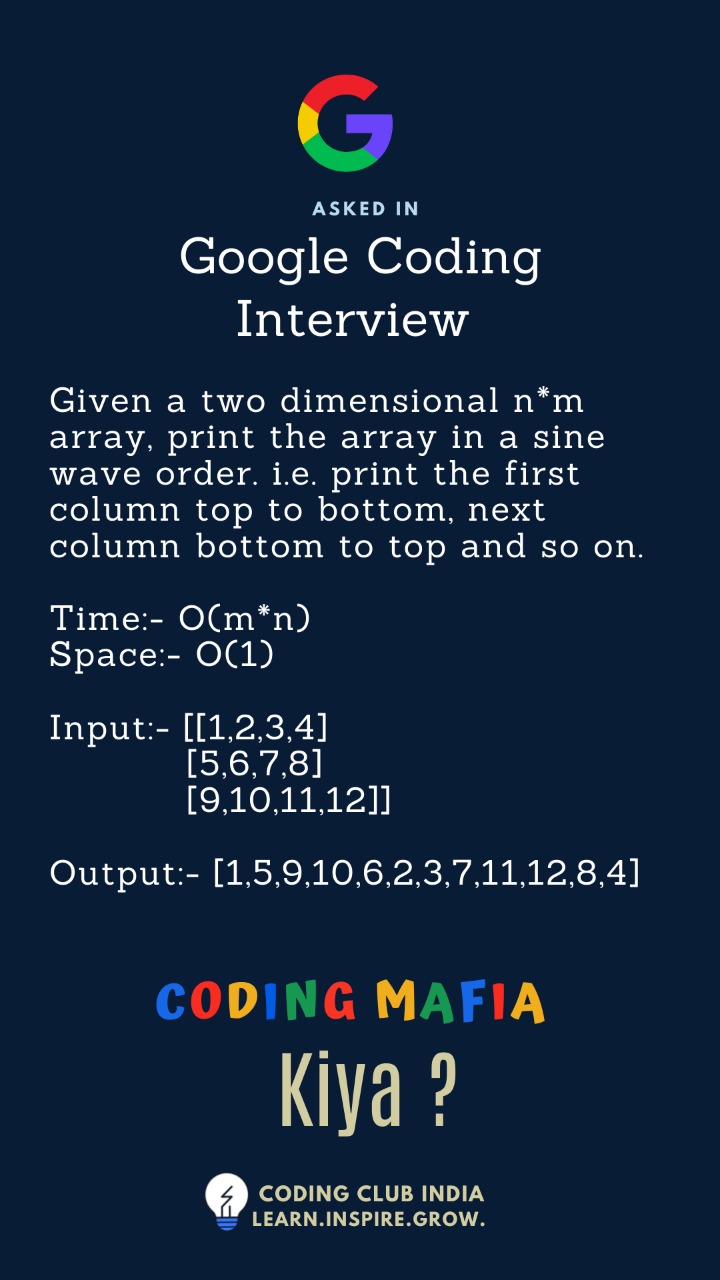 ASKED IN
Google Coding
Interview
Given a two dimensional n*m
array, print the array in a sine
wave order. i.e. print the first
column top to bottom, next
column bottom to top and so on.
Time:- O(m*n)
Space:- O(1)
Input:- [[1,2,3,4]
[5,6,7,8]
[9,10,11,12]]
Output:- [1,5,9,10,6,2,3,7,11,12,8,4]
CODING MAFIA
Kiya ?
CODING CLUB INDIA
LEARN.INSPIRE.GROW.